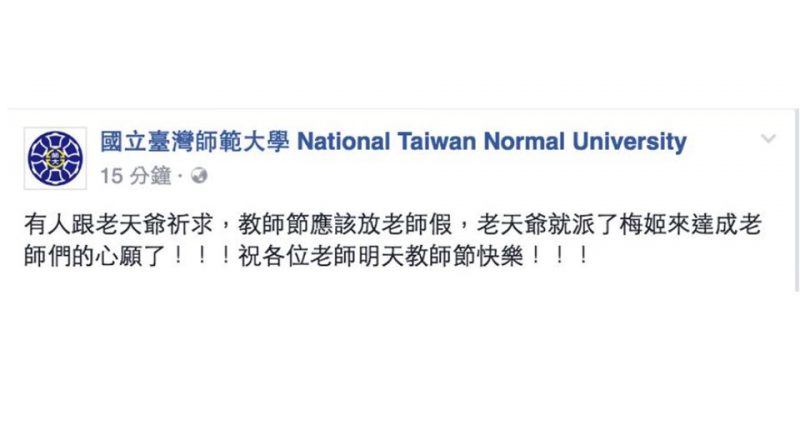 國立臺灣師範大學 National Taiwan Normal University
15 分鐘 ·
有人跟老天爺祈求，教師節應該放老師假，老天爺就派了梅姬來達成老
師們的心願了！！！祝各位老師明天教師節快樂！！！